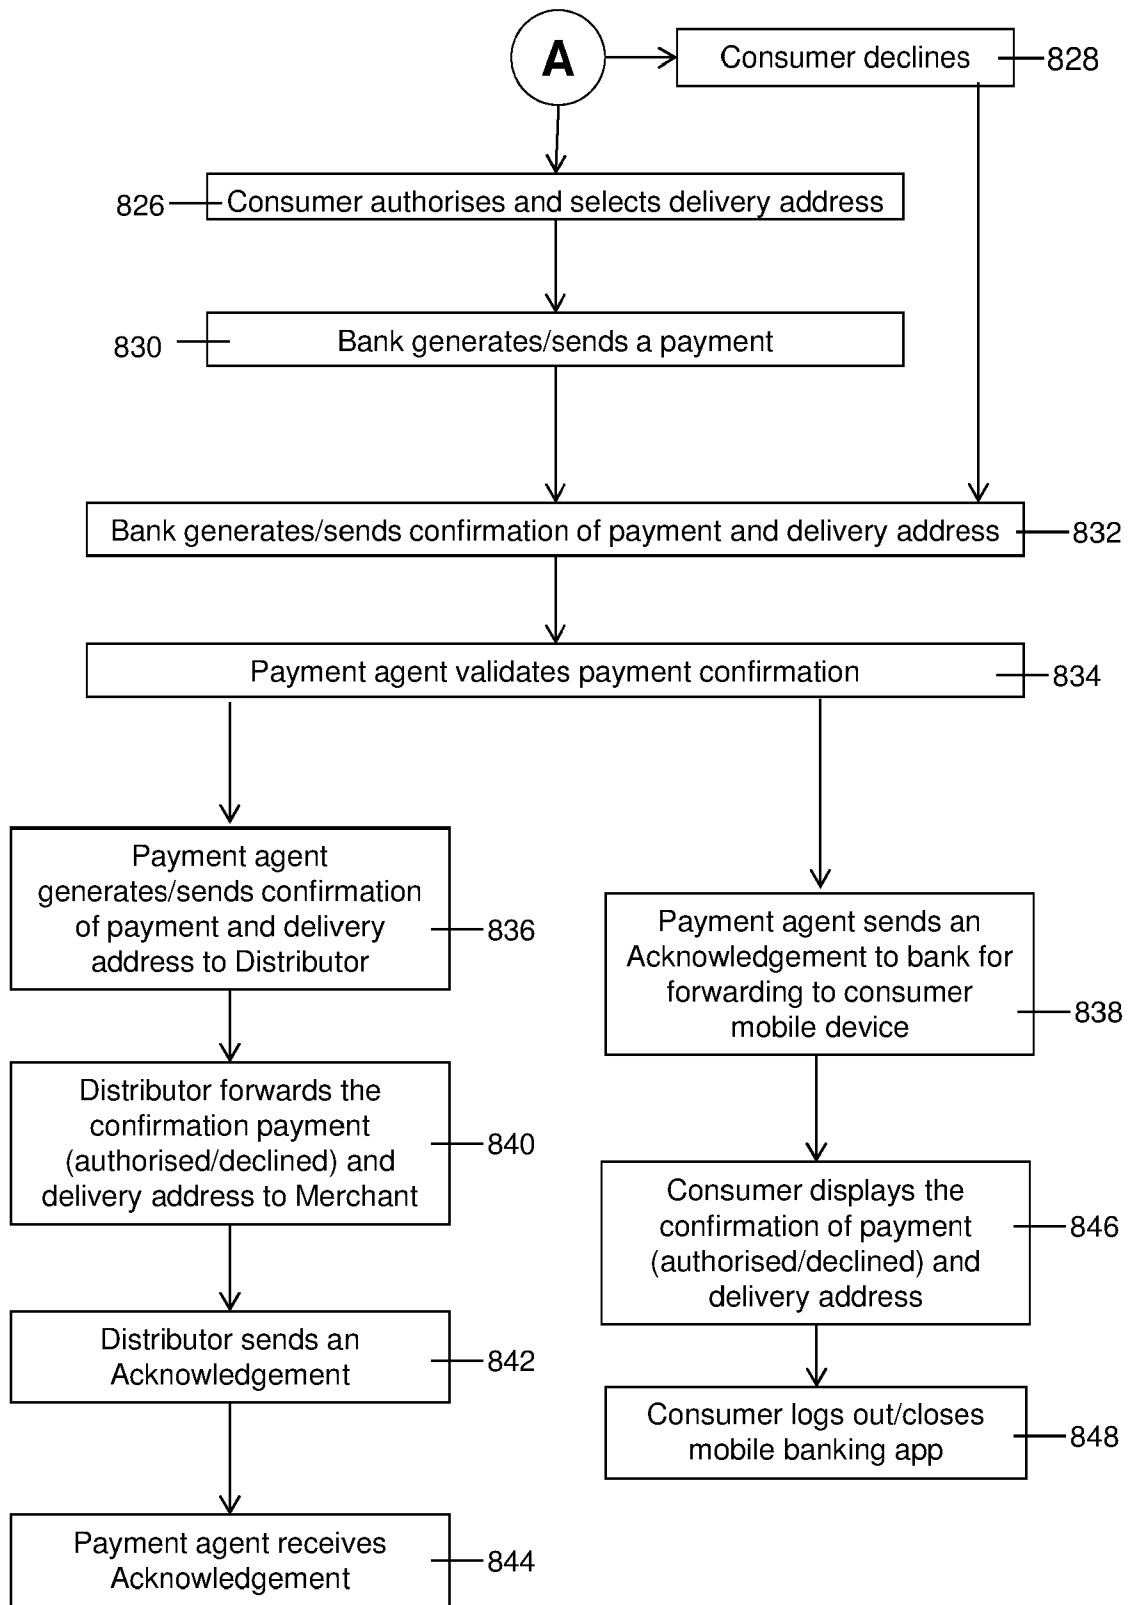 A
Consumer declines
828
826
Consumer authorises and selects delivery address
830
Bank generates/sends a payment
Bank generates/sends confirmation of payment and delivery address
832
Payment agent validates payment confirmation
834
Payment agent
generates/sends confirmation
of payment and delivery
address to Distributor
836
Payment agent sends an
Acknowledgement to bank for
forwarding to consumer
mobile device
838
Distributor forwards the
confirmation payment
(authorised/declined) and
delivery address to Merchant
840
Consumer displays the
confirmation of payment
(authorised/declined) and
delivery address
846
Distributor sends an
Acknowledgement
842
Consumer logs out/closes
mobile banking app
848
Payment agent receives
Acknowledgement
844